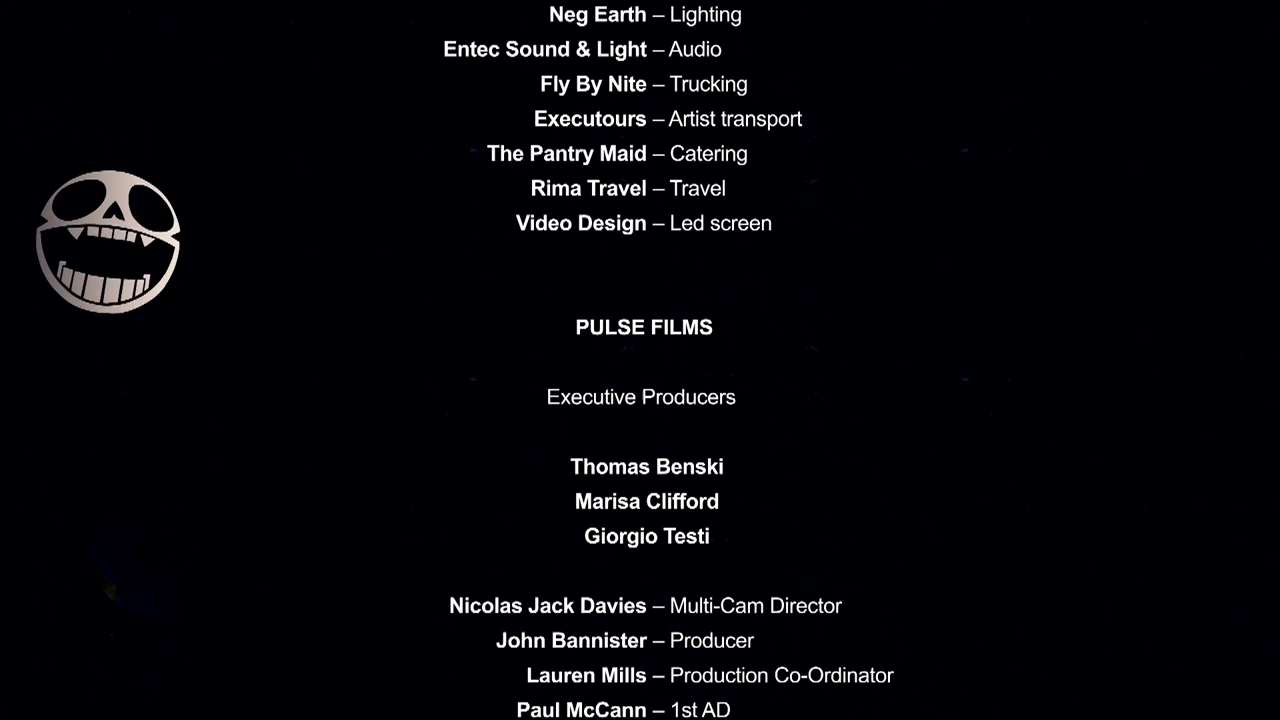 Neg Earth – Lighting
Entec Sound & Light – Audio
Fly By Nite – Trucking
Executours – Artist transport
The Pantry Maid – Catering
Rima Travel – Travel
Video Design – Led screen
PULSE FILMS
Executive Producers
Thomas Benski
Marisa Clifford
Giorgio Testi
Nicolas Jack Davies – Multi-Cam Director
John Bannister – Producer
Lauren Mills – Production Co-Ordinator
Paul McCann – 1st AD